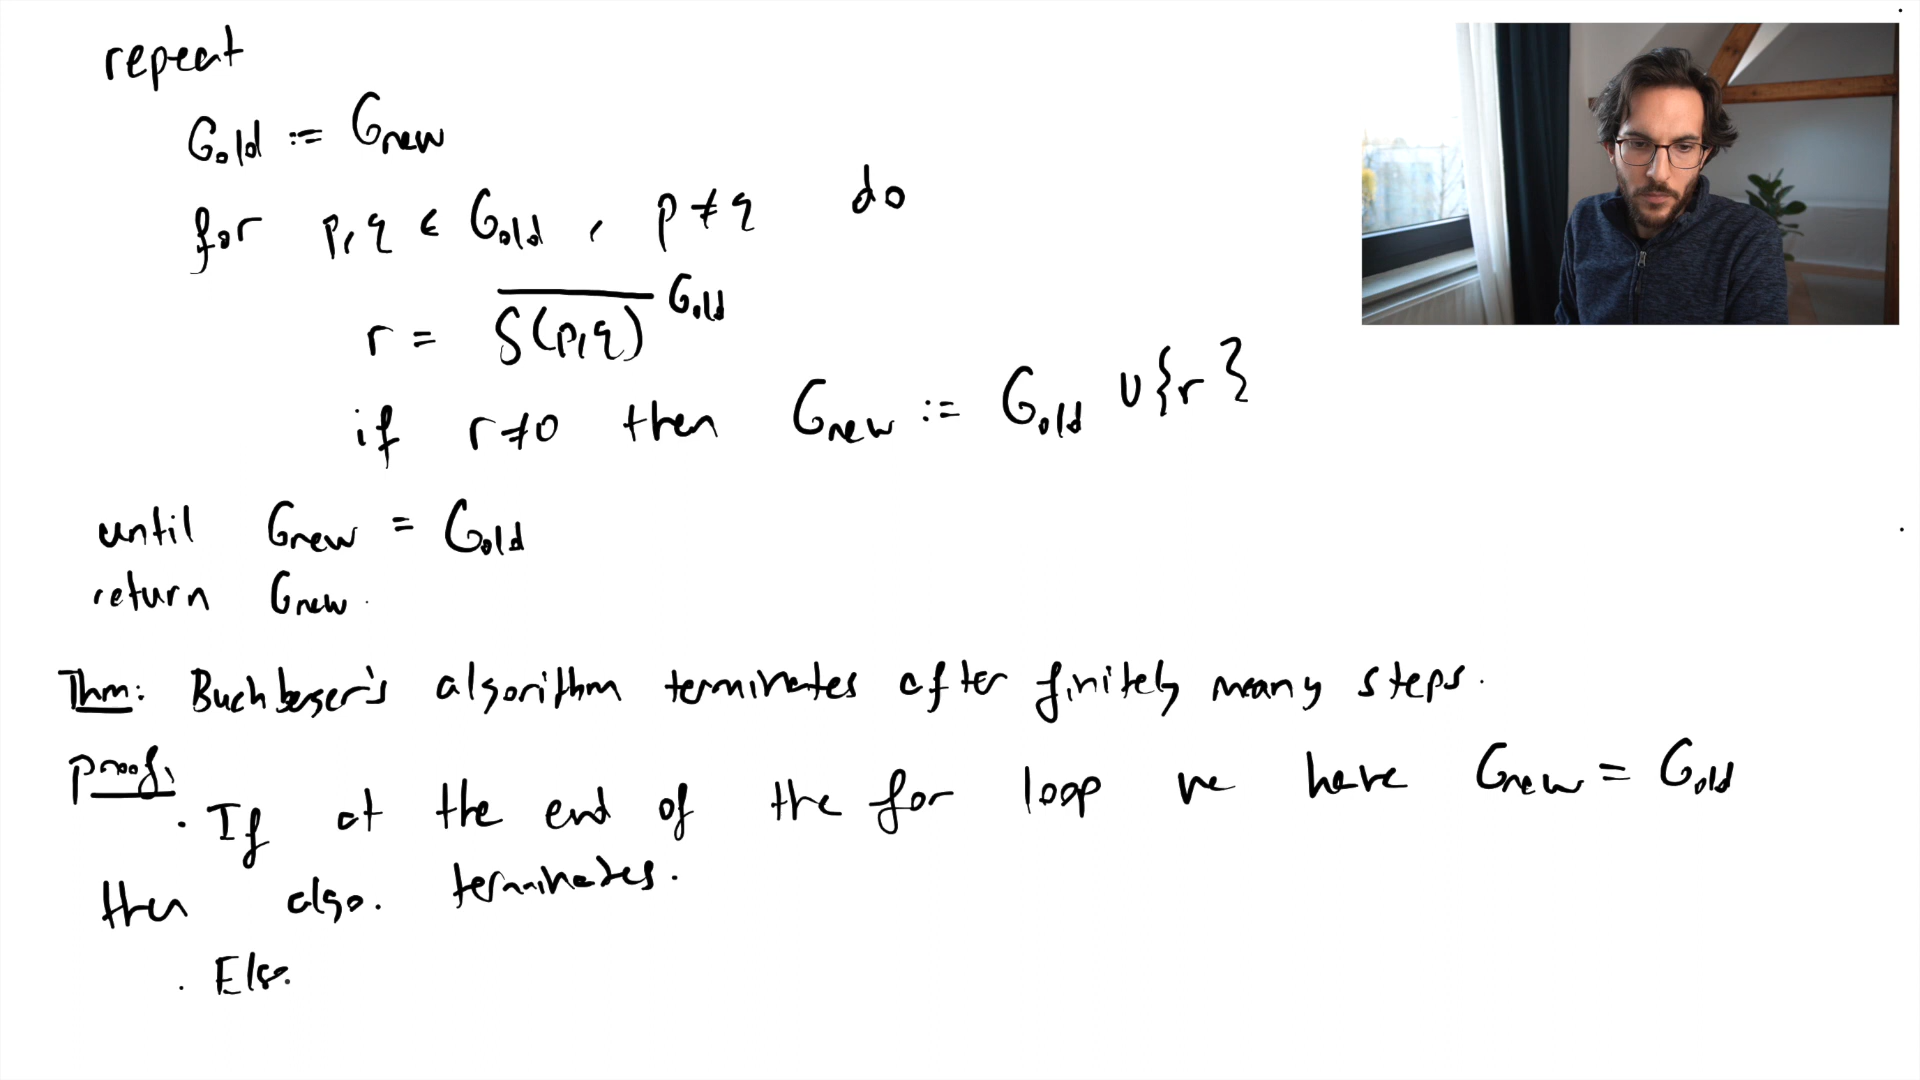 repeat
Gold := Gnew
for p,q ∈ Gold , p≠q do
r = \overline{S(p,q)}^{Gold}
if r≠0 then Gnew := Gold ∪{r}
until Gnew = Gold
return Gnew.
Thm: Buchberger's algorithm terminates after finitely many steps.
Proof:
· If at the end of the for loop we have Gnew = Gold
then algo. terminates.
· Else.